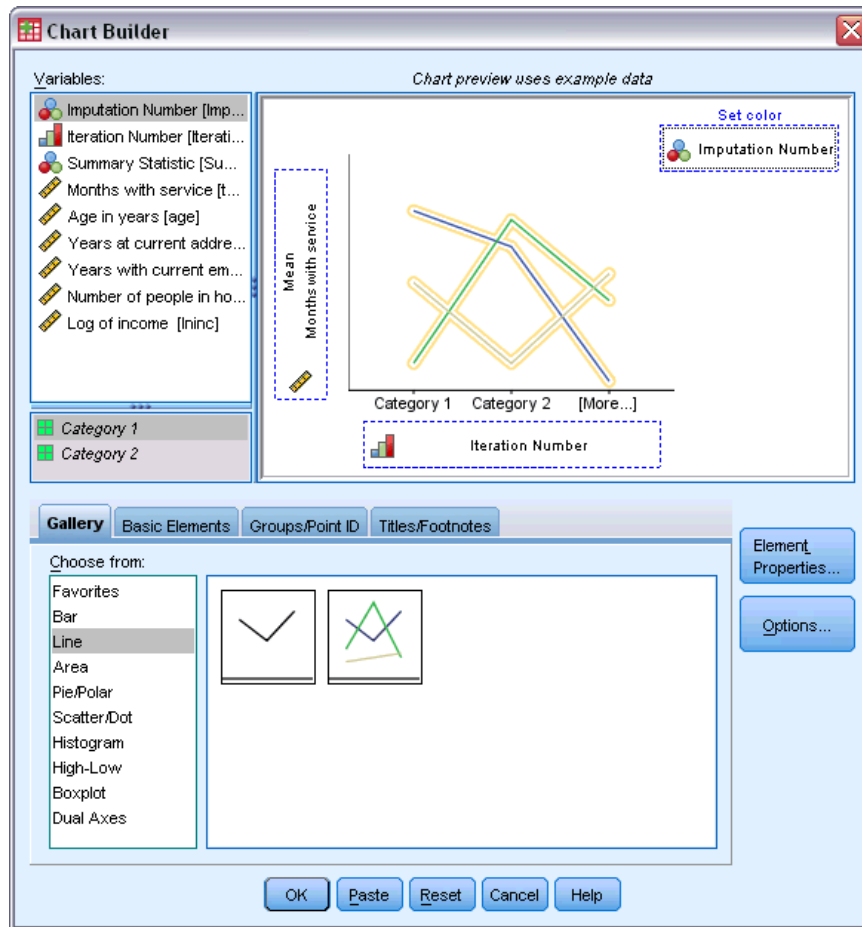 Chart Builder
Variables:
Chart preview uses example data
Imputation Number [Imp...
Iteration Number [Iterati...
Summary Statistic [Su...
Months with service [t...
Age in years [age]
Years at current addre...
Years with current em...
Number of people in ho...
Log of income [lninc]
Category 1
Category 2
Set color
Imputation Number
Mean
Months with service
Category 1 Category 2 [More...]
Iteration Number
Gallery Basic Elements Groups/Point ID Titles/Footnotes
Choose from:
Favorites
Bar
Line
Area
Pie/Polar
Scatter/Dot
Histogram
High-Low
Boxplot
Dual Axes
Element Properties...
Options...
OK Paste Reset Cancel Help